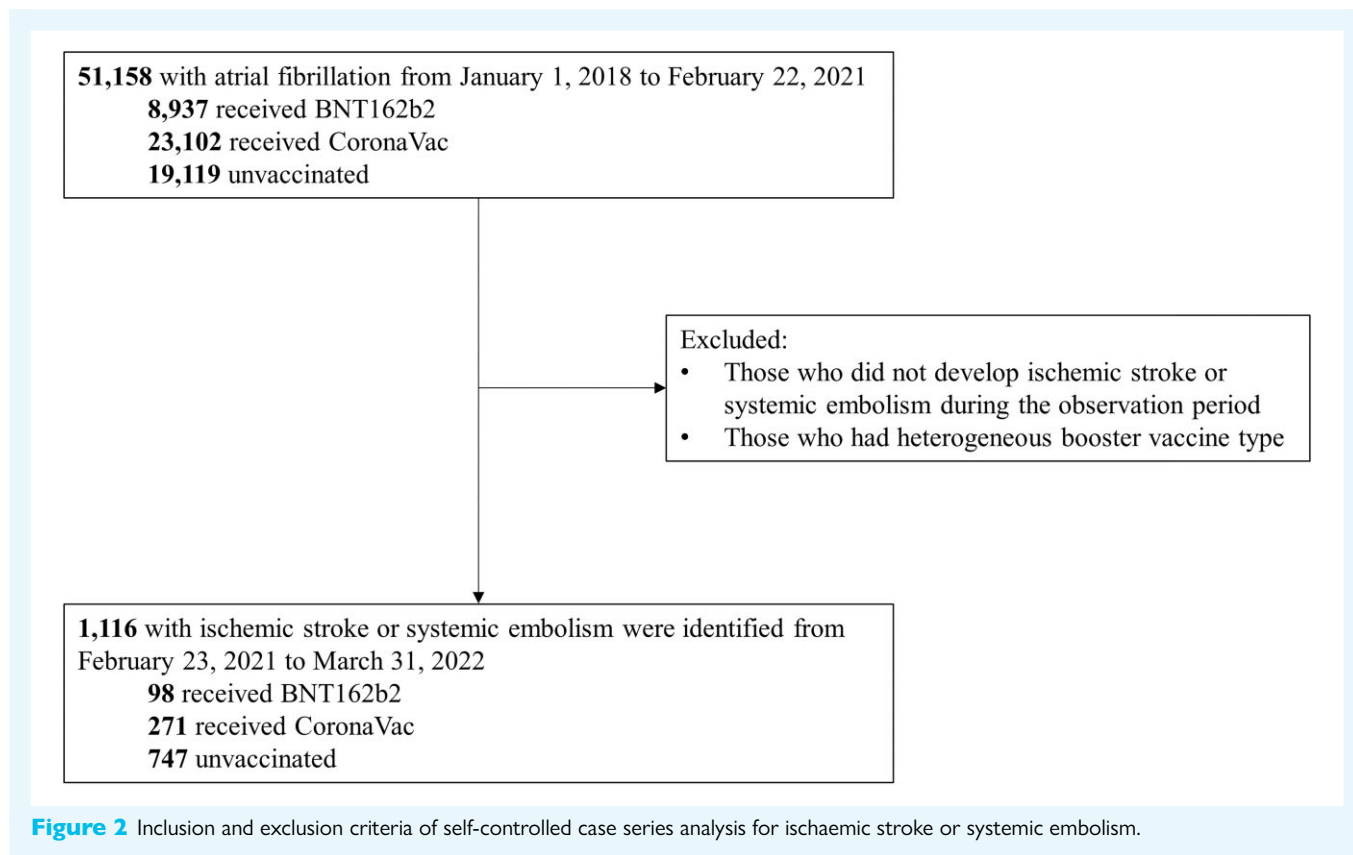 51,158 with atrial fibrillation from January 1, 2018 to February 22, 2021
8,937 received BNT162b2
23,102 received CoronaVac
19,119 unvaccinated
Excluded:
• Those who did not develop ischemic stroke or
systemic embolism during the observation period
• Those who had heterogeneous booster vaccine type
1,116 with ischemic stroke or systemic embolism were identified from
February 23, 2021 to March 31, 2022
98 received BNT162b2
271 received CoronaVac
747 unvaccinated
Figure 2 Inclusion and exclusion criteria of self-controlled case series analysis for ischaemic stroke or systemic embolism.